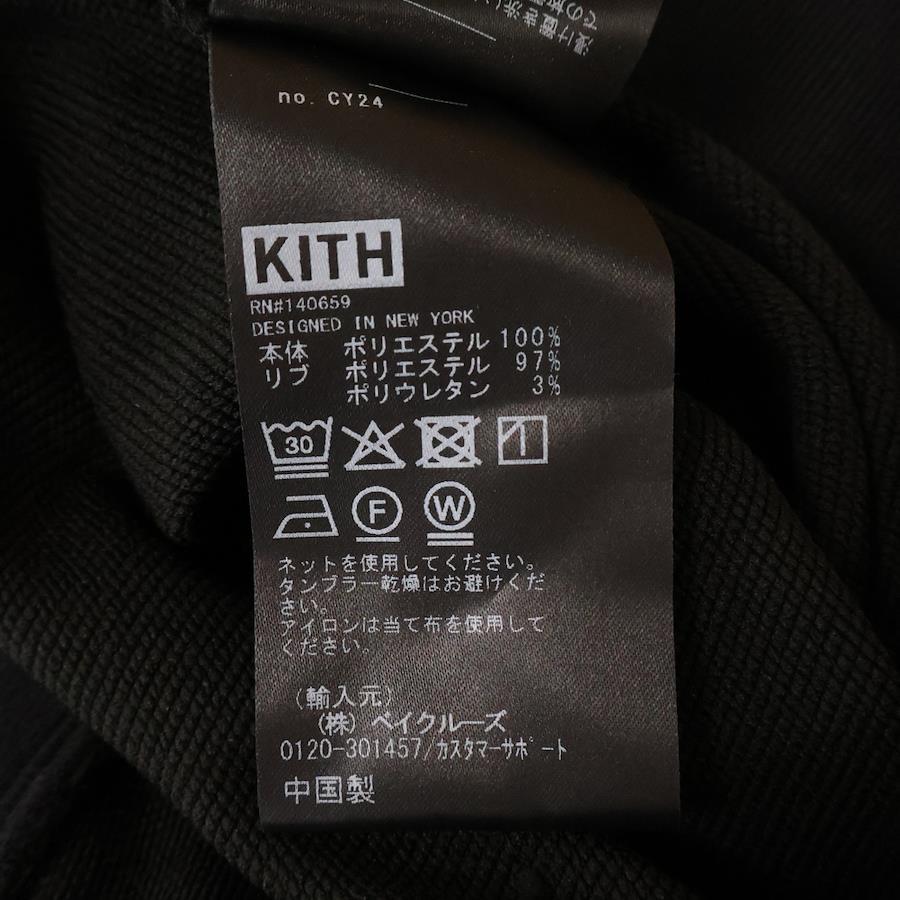 no. CY24
KITH
RN#140659
DESIGNED IN NEW YORK
本体 ポリエステル 100%
リブ ポリエステル 97%
ポリウレタン 3%
30
F W
ネットを使用してください。
タンブラー乾燥はお避けくだ
さい。
アイロンは当て布を使用して
ください。
(輸入元)
(株) ベイクルーズ
0120-301457/カスタマーサポート
中国製